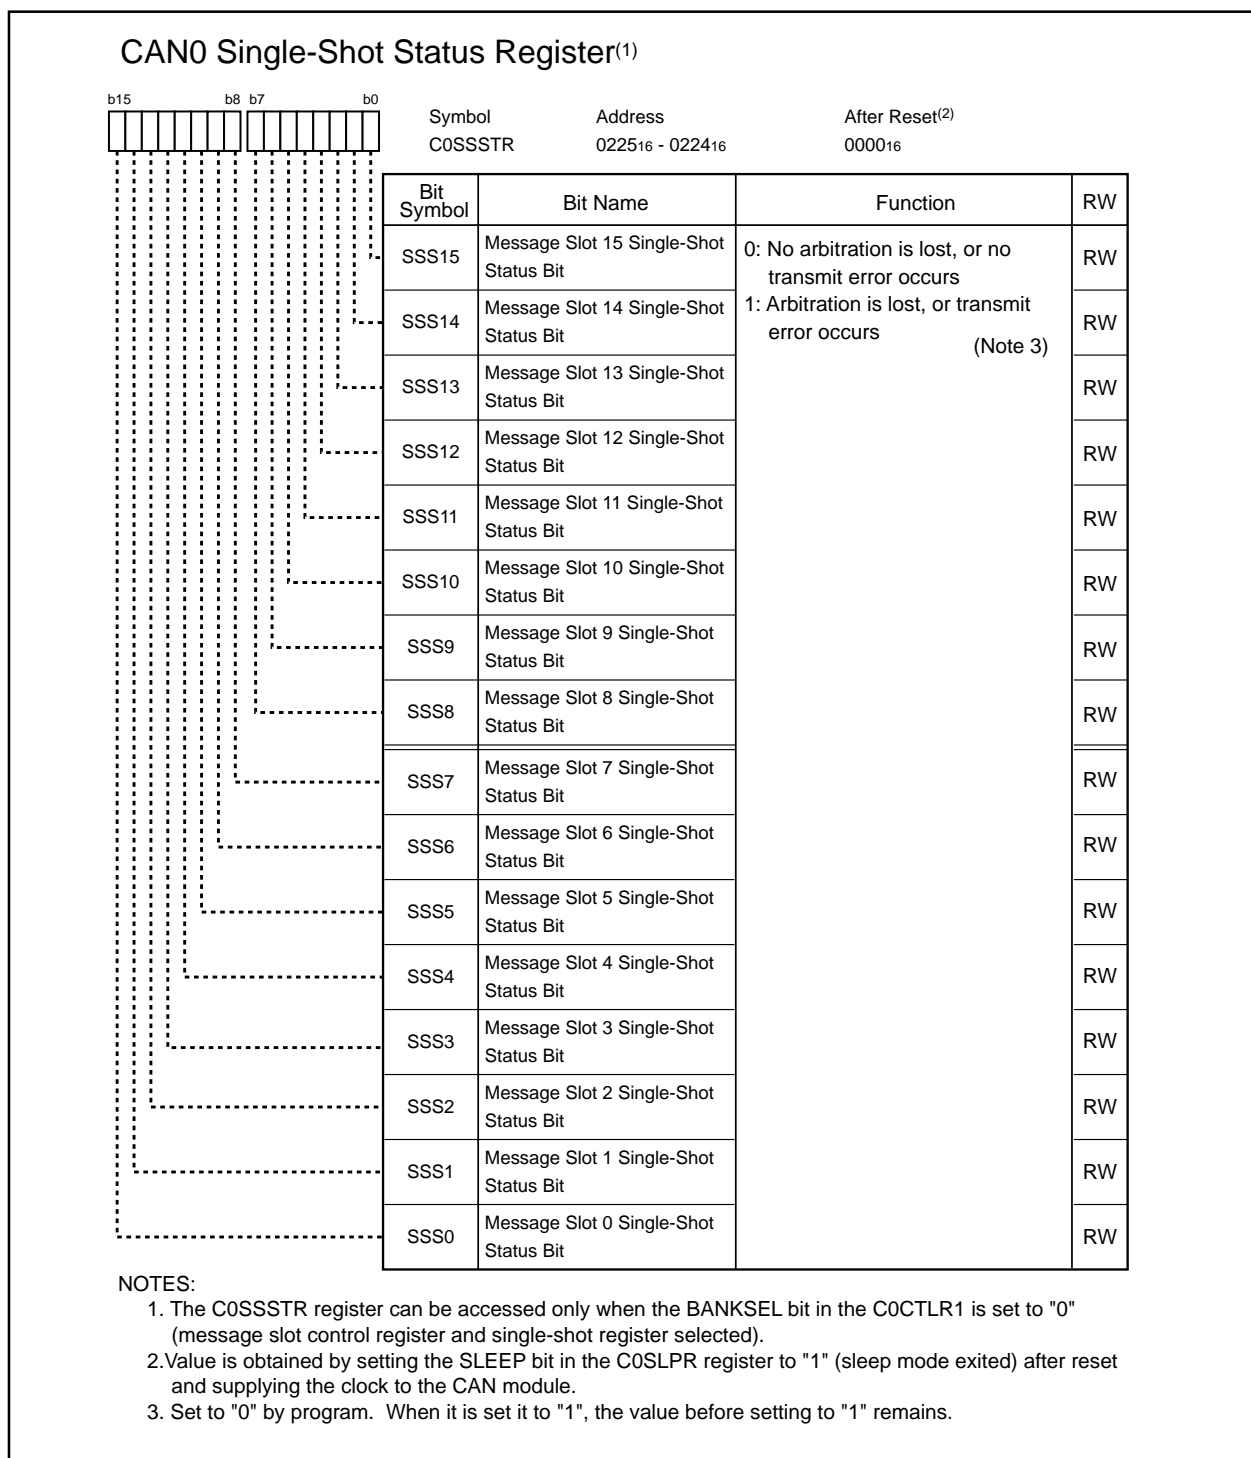 CAN0 Single-Shot Status Register(1)
b15 b8 b7 b0
Symbol Address After Reset(2)
C0SSSTR 022516 - 022416 000016
Bit Symbol Bit Name Function RW
SSS15 Message Slot 15 Single-Shot Status Bit RW
0: No arbitration is lost, or no
transmit error occurs
1: Arbitration is lost, or transmit
error occurs
(Note 3)
SSS14 Message Slot 14 Single-Shot Status Bit RW
SSS13 Message Slot 13 Single-Shot Status Bit RW
SSS12 Message Slot 12 Single-Shot Status Bit RW
SSS11 Message Slot 11 Single-Shot Status Bit RW
SSS10 Message Slot 10 Single-Shot Status Bit RW
SSS9 Message Slot 9 Single-Shot Status Bit RW
SSS8 Message Slot 8 Single-Shot Status Bit RW
SSS7 Message Slot 7 Single-Shot Status Bit RW
SSS6 Message Slot 6 Single-Shot Status Bit RW
SSS5 Message Slot 5 Single-Shot Status Bit RW
SSS4 Message Slot 4 Single-Shot Status Bit RW
SSS3 Message Slot 3 Single-Shot Status Bit RW
SSS2 Message Slot 2 Single-Shot Status Bit RW
SSS1 Message Slot 1 Single-Shot Status Bit RW
SSS0 Message Slot 0 Single-Shot Status Bit RW
NOTES:
1. The C0SSSTR register can be accessed only when the BANKSEL bit in the C0CTLR1 is set to "0"
(message slot control register and single-shot register selected).
2.Value is obtained by setting the SLEEP bit in the C0SLPR register to "1" (sleep mode exited) after reset
and supplying the clock to the CAN module.
3. Set to "0" by program. When it is set it to "1", the value before setting to "1" remains.